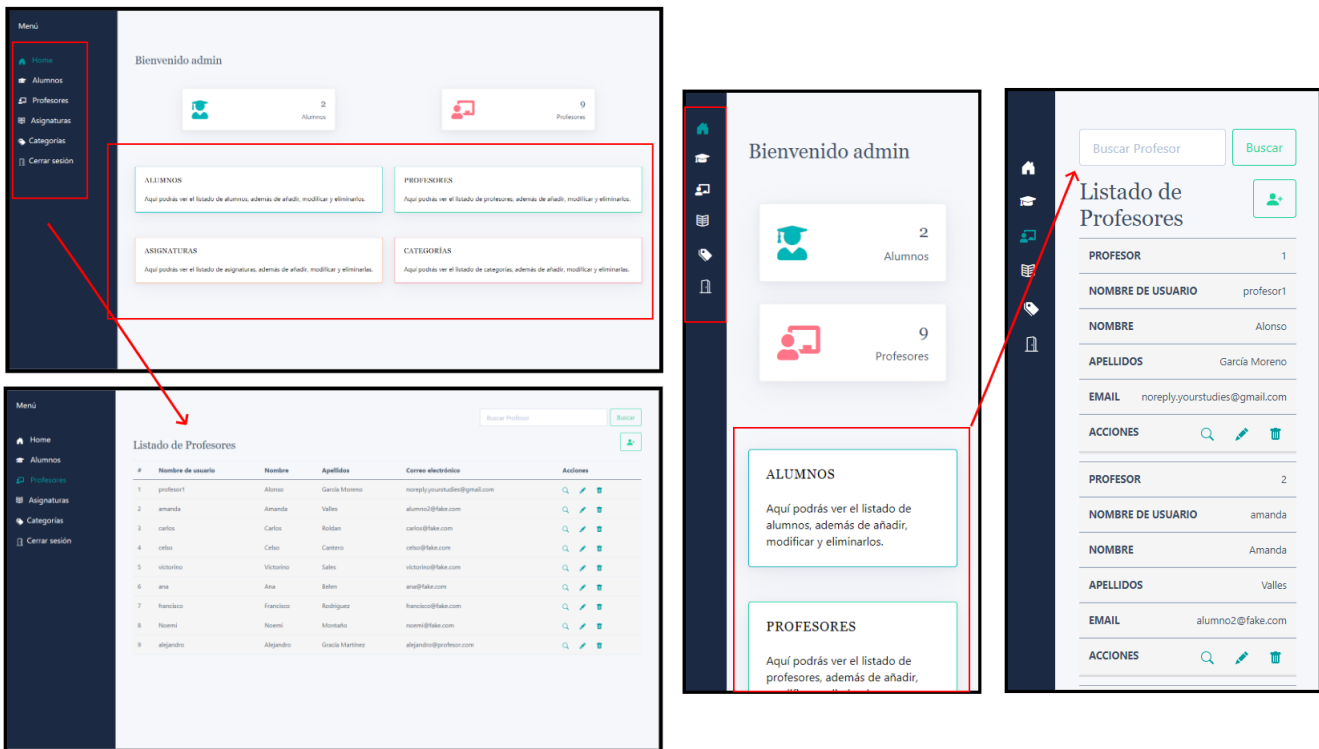 Menú
Home
Alumnos
Profesores
Asignaturas
Categorías
Cerrar sesión
Bienvenido admin
2
Alumnos
9
Profesores
ALUMNOS
Aquí podrás ver el listado de alumnos, además de añadir, modificar y eliminarlos.
PROFESORES
Aquí podrás ver el listado de profesores, además de añadir, modificar y eliminarlos.
ASIGNATURAS
Aquí podrás ver el listado de asignaturas, además de añadir, modificar y eliminarlas.
CATEGORÍAS
Aquí podrás ver el listado de categorías, además de añadir, modificar y eliminarlas.
Menú
Home
Alumnos
Profesores
Asignaturas
Categorías
Cerrar sesión
Buscar Profesor Buscar
Listado de Profesores
# Nombre de usuario Nombre Apellidos Correo electrónico Acciones
1 profesor1 Alonso García Moreno noreply.yourstudies@gmail.com
2 amanda Amanda Valles alumno2@fake.com
3 carlos Carlos Roldan carlos@fake.com
4 celso Celso Cantero celso@fake.com
5 victorino Victorino Sales victorino@fake.com
6 ana Ana Belen ana@fake.com
7 francisco Francisco Rodriguez francisco@fake.com
8 Noemi Noemi Montaño noemi@fake.com
9 alejandro Alejandro Gracía Martínez alejandro@profesor.com
Bienvenido admin
2
Alumnos
9
Profesores
ALUMNOS
Aquí podrás ver el listado de
alumnos, además de añadir,
modificar y eliminarlos.
PROFESORES
Aquí podrás ver el listado de
profesores, además de añadir,
Buscar Profesor Buscar
Listado de
Profesores
PROFESOR 1
NOMBRE DE USUARIO profesor1
NOMBRE Alonso
APELLIDOS García Moreno
EMAIL noreply.yourstudies@gmail.com
ACCIONES
PROFESOR 2
NOMBRE DE USUARIO amanda
NOMBRE Amanda
APELLIDOS Valles
EMAIL alumno2@fake.com
ACCIONES